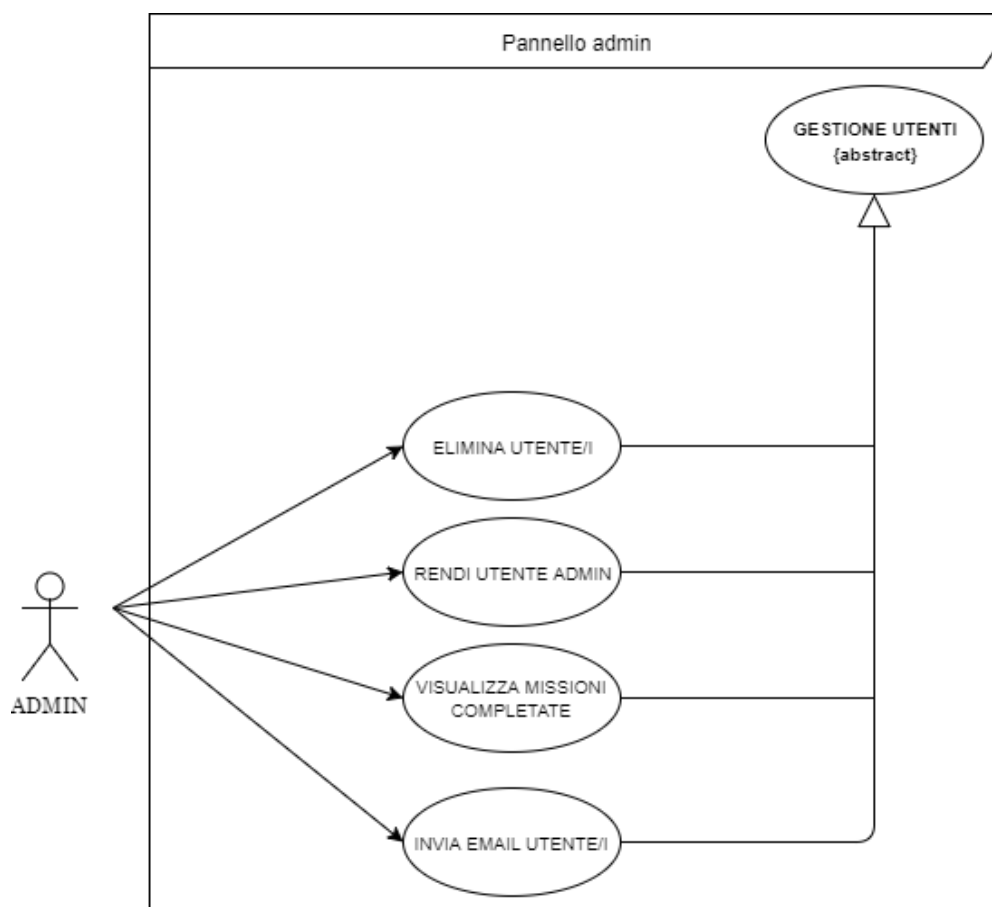 Pannello admin
GESTIONE UTENTI
{abstract}
ELIMINA UTENTE/I
RENDI UTENTE ADMIN
VISUALIZZA MISSIONI
COMPLETATE
INVIA EMAIL UTENTE/I
ADMIN